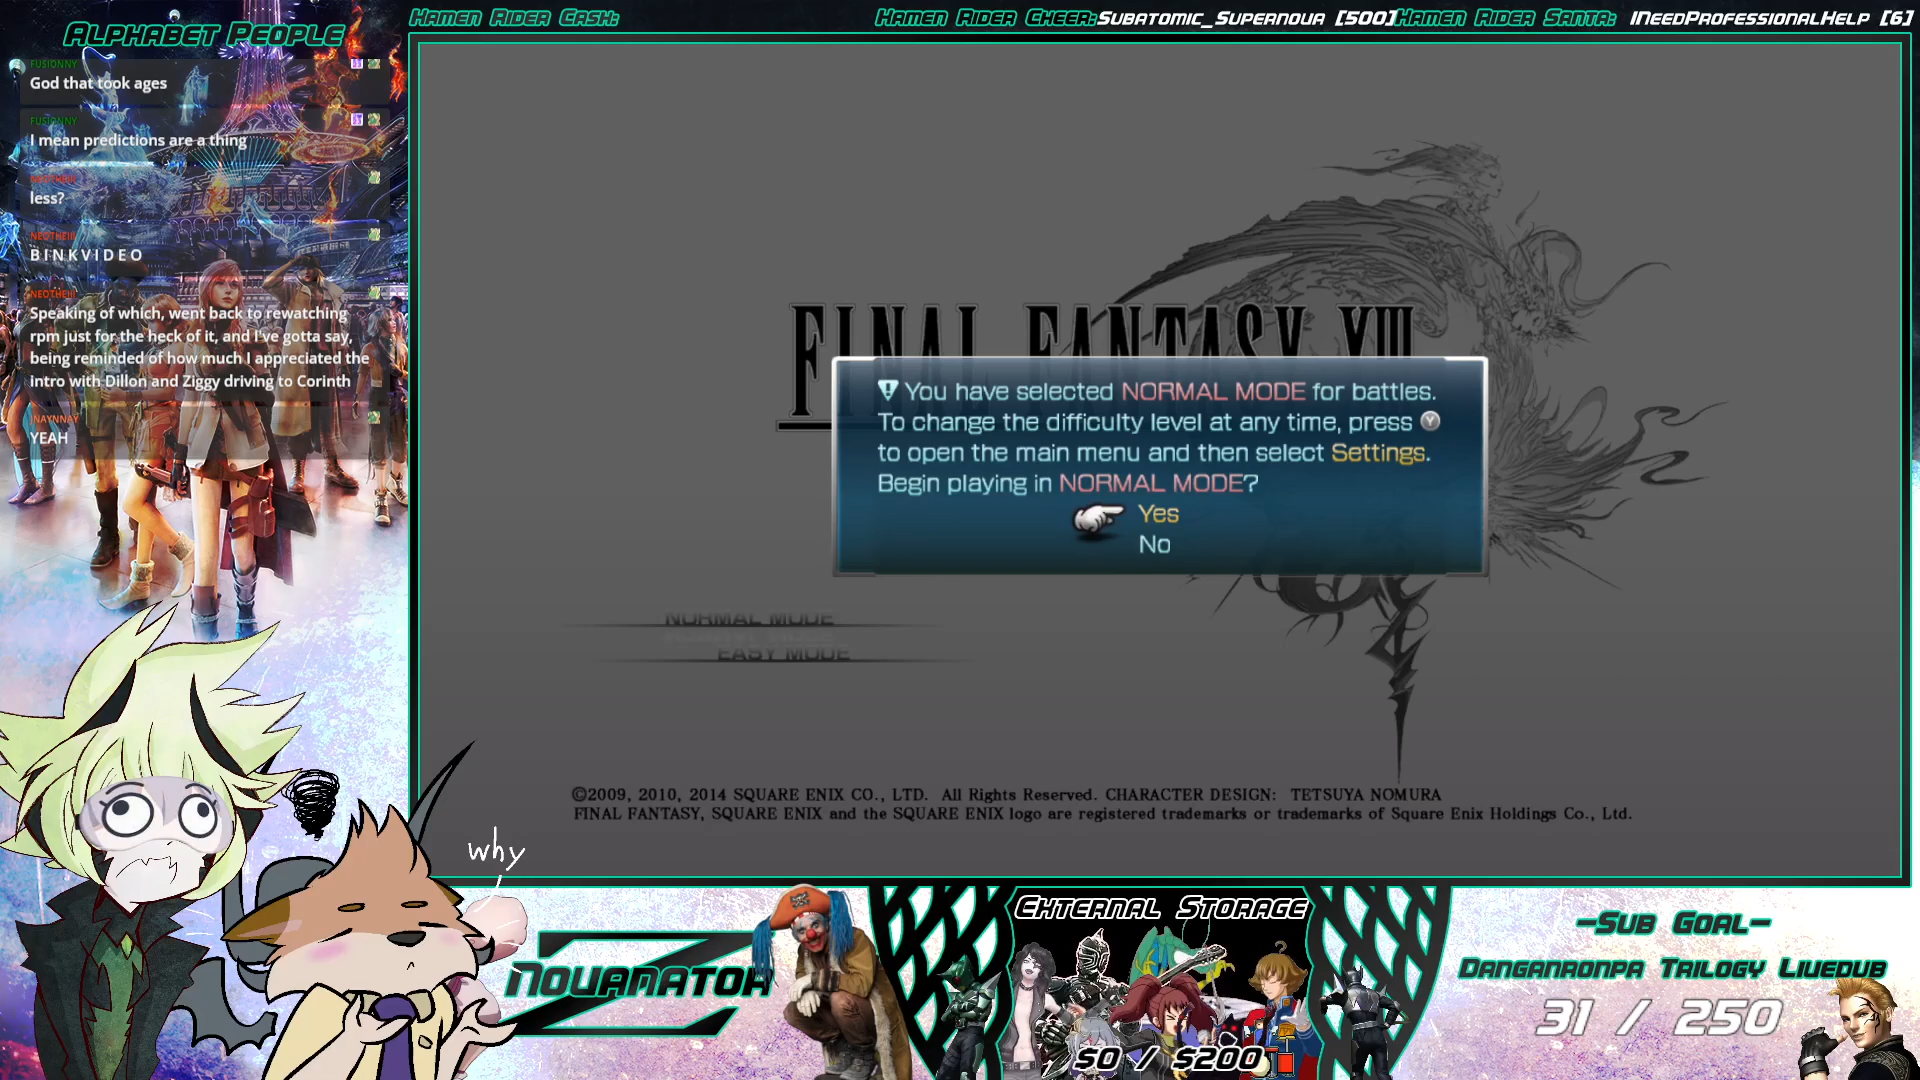 Alphabet People
Kamen Rider Cash:
Kamen Rider Cheer: Subatomic_Supernova [500]
Kamen Rider Santa: INeedProfessionalHelp [6]
FUSIONNY
God that took ages
FUSIONNY
I mean predictions are a thing
less?
NEOTHEIII
B I N K V I D E O
NEOTHEIII
Speaking of which, went back to rewatching
rpm just for the heck of it, and I've gotta say,
being reminded of how much I appreciated the
intro with Dillon and Ziggy driving to Corinth
JNAYNNAY
YEAH
FINAL FANTASY XIII
You have selected NORMAL MODE for battles.
To change the difficulty level at any time, press Y
to open the main menu and then select Settings.
Begin playing in NORMAL MODE?
Yes
No
NORMAL MODE
EASY MODE
©2009, 2010, 2014 SQUARE ENIX CO., LTD. All Rights Reserved. CHARACTER DESIGN: TETSUYA NOMURA
FINAL FANTASY, SQUARE ENIX and the SQUARE ENIX logo are registered trademarks or trademarks of Square Enix Holdings Co., Ltd.
why
Novamator
Z
External Storage
$0 / $200
-Sub Goal-
Danganronpa Trilogy Livedub
31 / 250